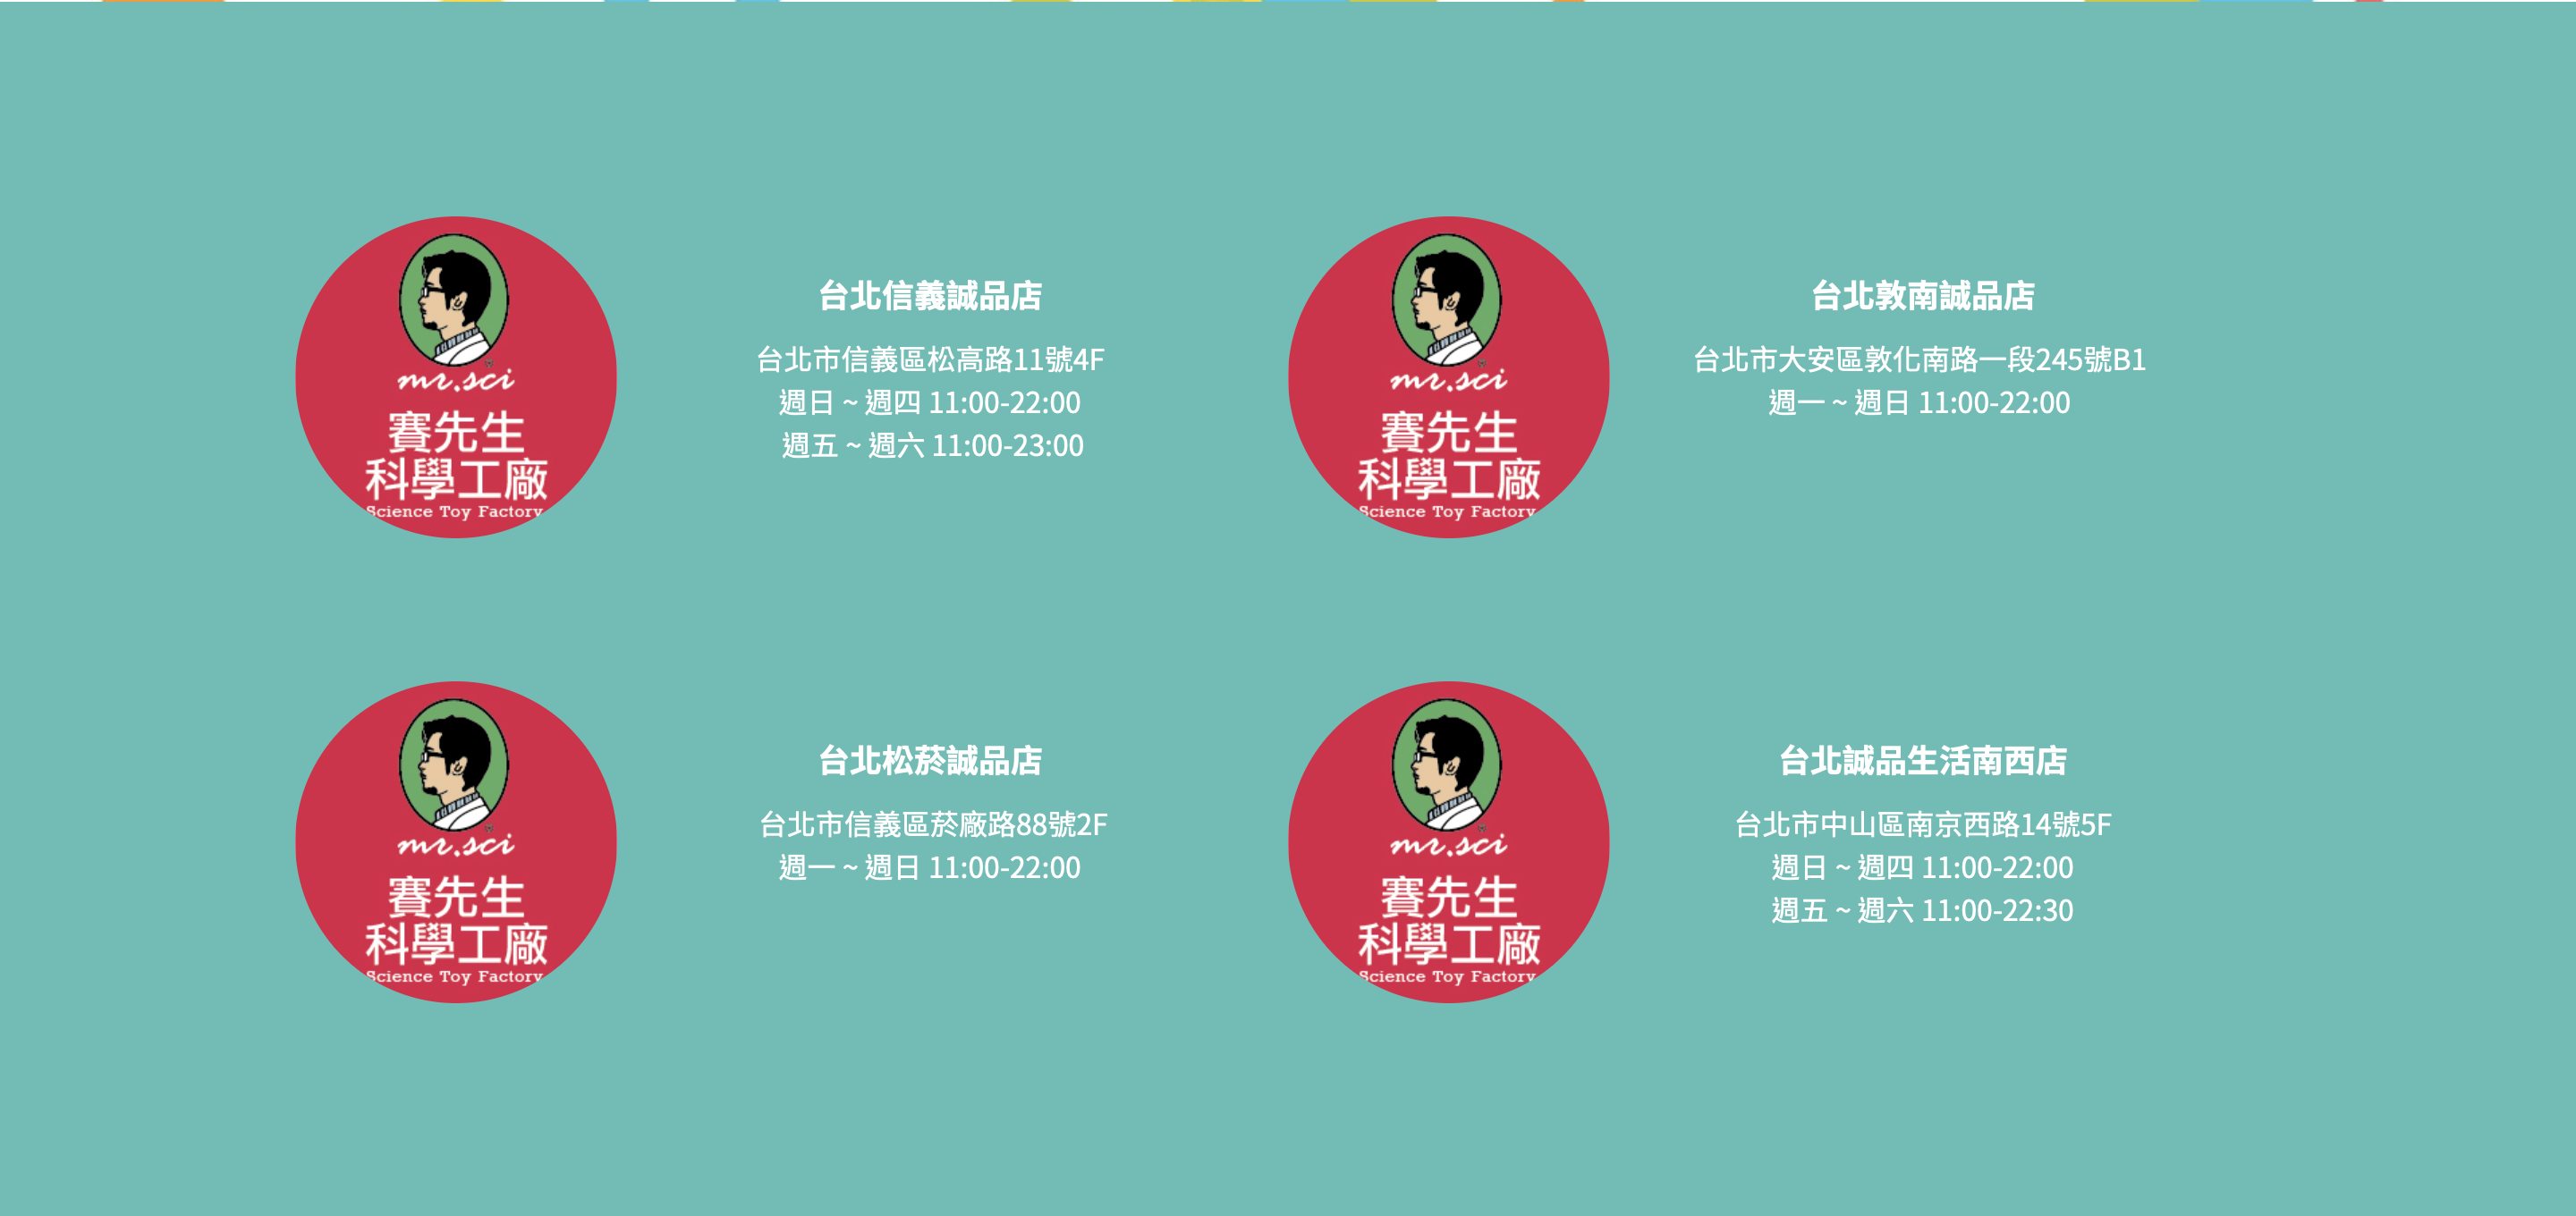 mr.sci
賽先生
科學工廠
Science Toy Factory
台北信義誠品店
台北市信義區松高路11號4F
週日 ~ 週四 11:00-22:00
週五 ~ 週六 11:00-23:00
mr.sci
賽先生
科學工廠
Science Toy Factory
台北敦南誠品店
台北市大安區敦化南路一段245號B1
週一 ~ 週日 11:00-22:00
mr.sci
賽先生
科學工廠
Science Toy Factory
台北松菸誠品店
台北市信義區菸廠路88號2F
週一 ~ 週日 11:00-22:00
mr.sci
賽先生
科學工廠
Science Toy Factory
台北誠品生活南西店
台北市中山區南京西路14號5F
週日 ~ 週四 11:00-22:00
週五 ~ 週六 11:00-22:30